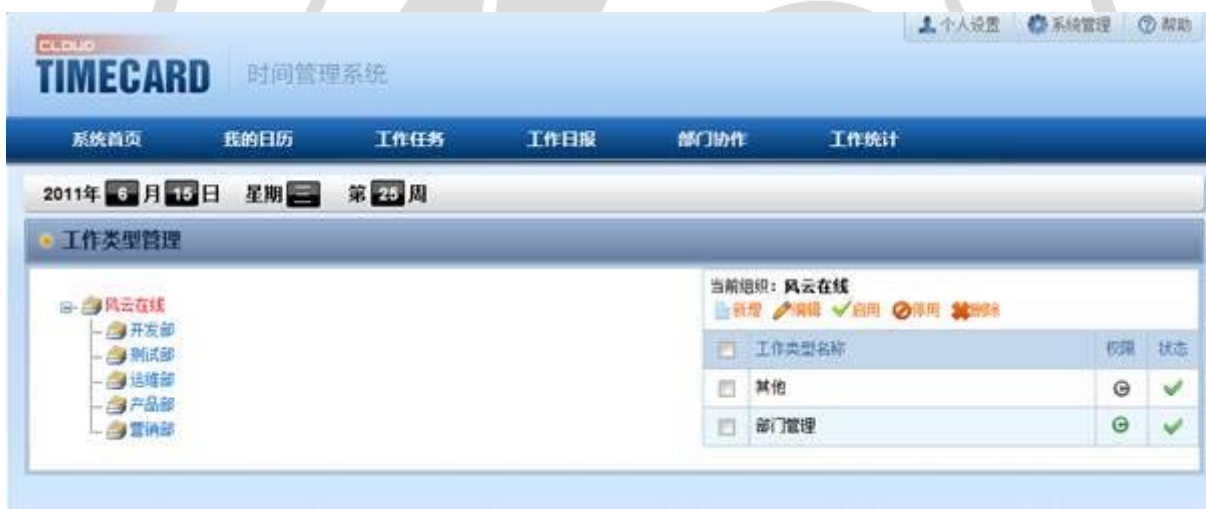 个人设置 系统管理 帮助
CLOUD
TIMECARD 时间管理系统
系统首页 我的日历 工作任务 工作日报 部门协作 工作统计
2011年 6 月 15 日 星期 三 第 25 周
工作类型管理
风云在线
开发部
测试部
运维部
产品部
营销部
当前组织：风云在线
新增 编辑 启用 停用 删除
工作类型名称 权限 状态
其他
部门管理